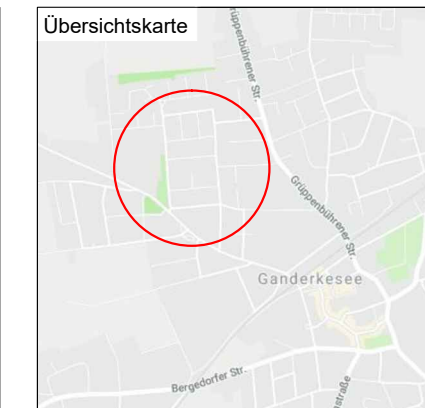 Übersichtskarte
Grüppenbührener Str.
Grüppenbührener Str.
Ganderkesee
Bergedorfer Str.